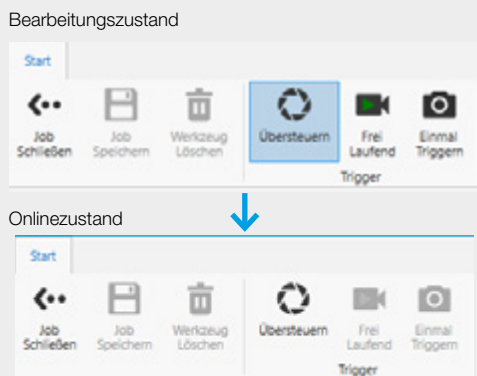 Bearbeitungszustand
Start
Job Schließen
Job Speichern
Werkzeug Löschen
Übersteuern
Frei Laufend
Einmal Triggern
Trigger
Onlinezustand
Start
Job Schließen
Job Speichern
Werkzeug Löschen
Übersteuern
Frei Laufend
Einmal Triggern
Trigger